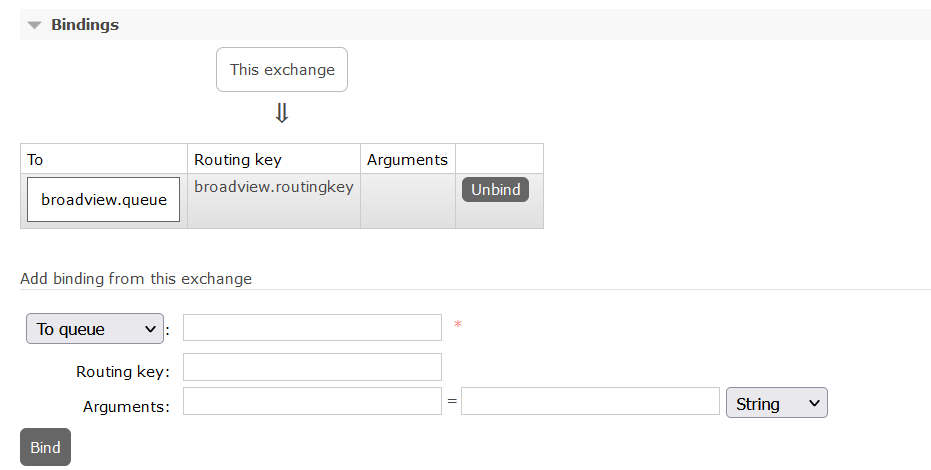 Bindings
This exchange
⇓
To Routing key Arguments
broadview.queue broadview.routingkey Unbind
Add binding from this exchange
To queue : *
Routing key:
Arguments: = String
Bind